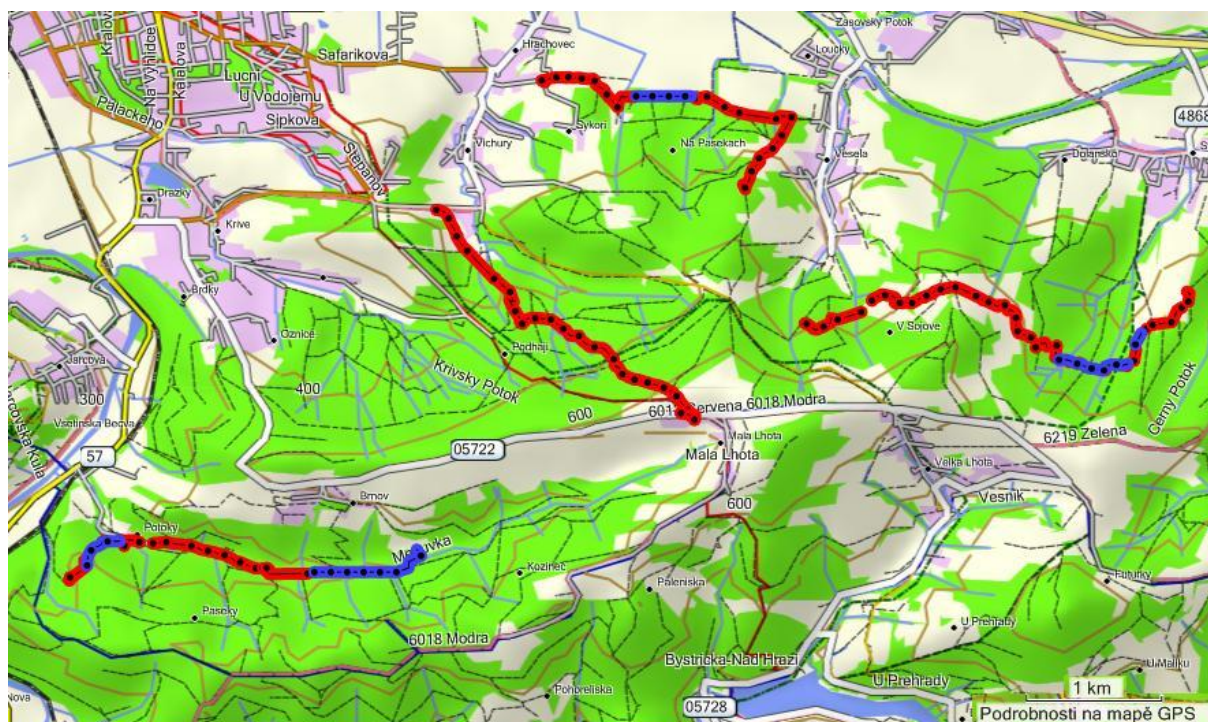 Zasovsky Potok
Hrachovec
Kralova
Na Vyhlidce
Safarikova
Loucky
Lucni
U Vodojemu
Palackeho
Sipkova
4868
Sykori
Stepanov
Vichury
Na Pasekach
Vesela
Dolansko
Drazky
Krive
Brdky
Oznice
V Sojove
Jarcova
Podhaji
Krivsky Potok
400
300
600
Cervena 6018 Modra
Cerny Potok
Vsetinska Becva
6219 Zelena
57
05722
Mala Lhota
Mala Lhota
Velka Lhota
Brnov
600
Vesnik
Potoky
Kozinec
Paleniska
Futurky
Paseky
6018 Modra
U Prehrady
Bystricka-Nad Hrazi
U Maliku
U Prehrady
Pohoreliska
Nova
1 km
05728
Podrobnosti na mapě GPS